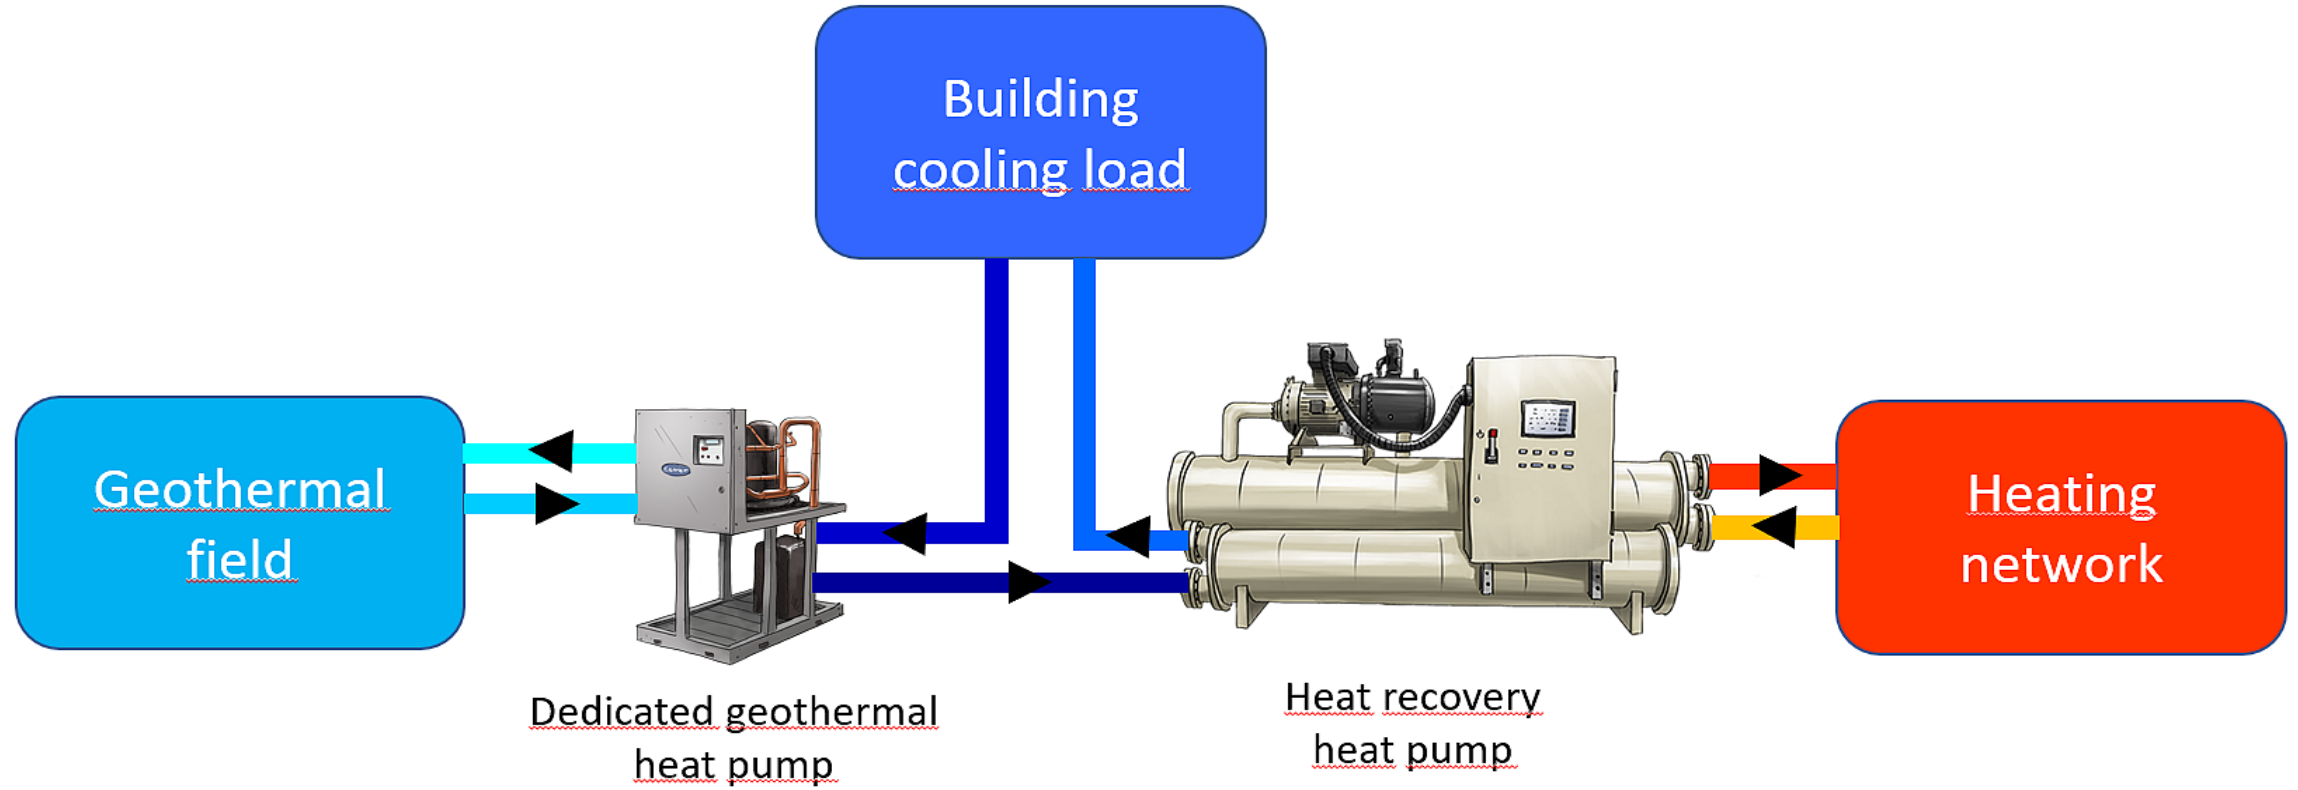 Building
cooling load
Geothermal
field
Heating
network
Dedicated geothermal
heat pump
Heat recovery
heat pump